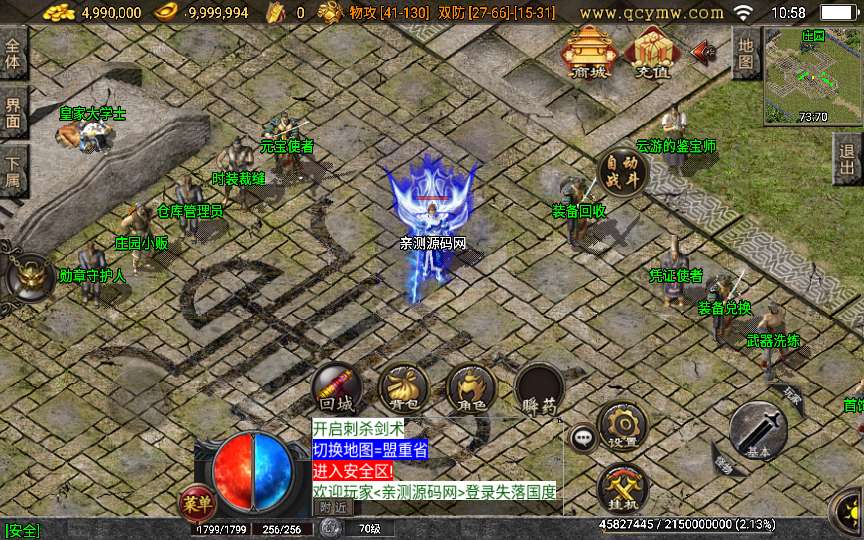 4,990,000
9,999,994
0
物攻 [41-130]
双防 [27-66]-[15-31]
www.qcymw.com
10:58
全体
界面
下属
商城
充值
地图
庄园
73:70
退出
皇家大学士
元宝使者
时装裁缝
仓库管理员
庄园小贩
勋章守护人
云游的鉴宝师
自动战斗
装备回收
亲测源码网
凭证使者
装备兑换
武器洗练
首饰
回城
背包
角色
瞬药
开启刺杀剑术
切换地图=盟重省
进入安全区!
欢迎玩家<亲测源码网>登录失落国度
附近
设置
挂机
玩家
基本
怪物
菜单
1799/1799
256/256
70级
45827445 / 2150000000 (2.13%)
[安全]